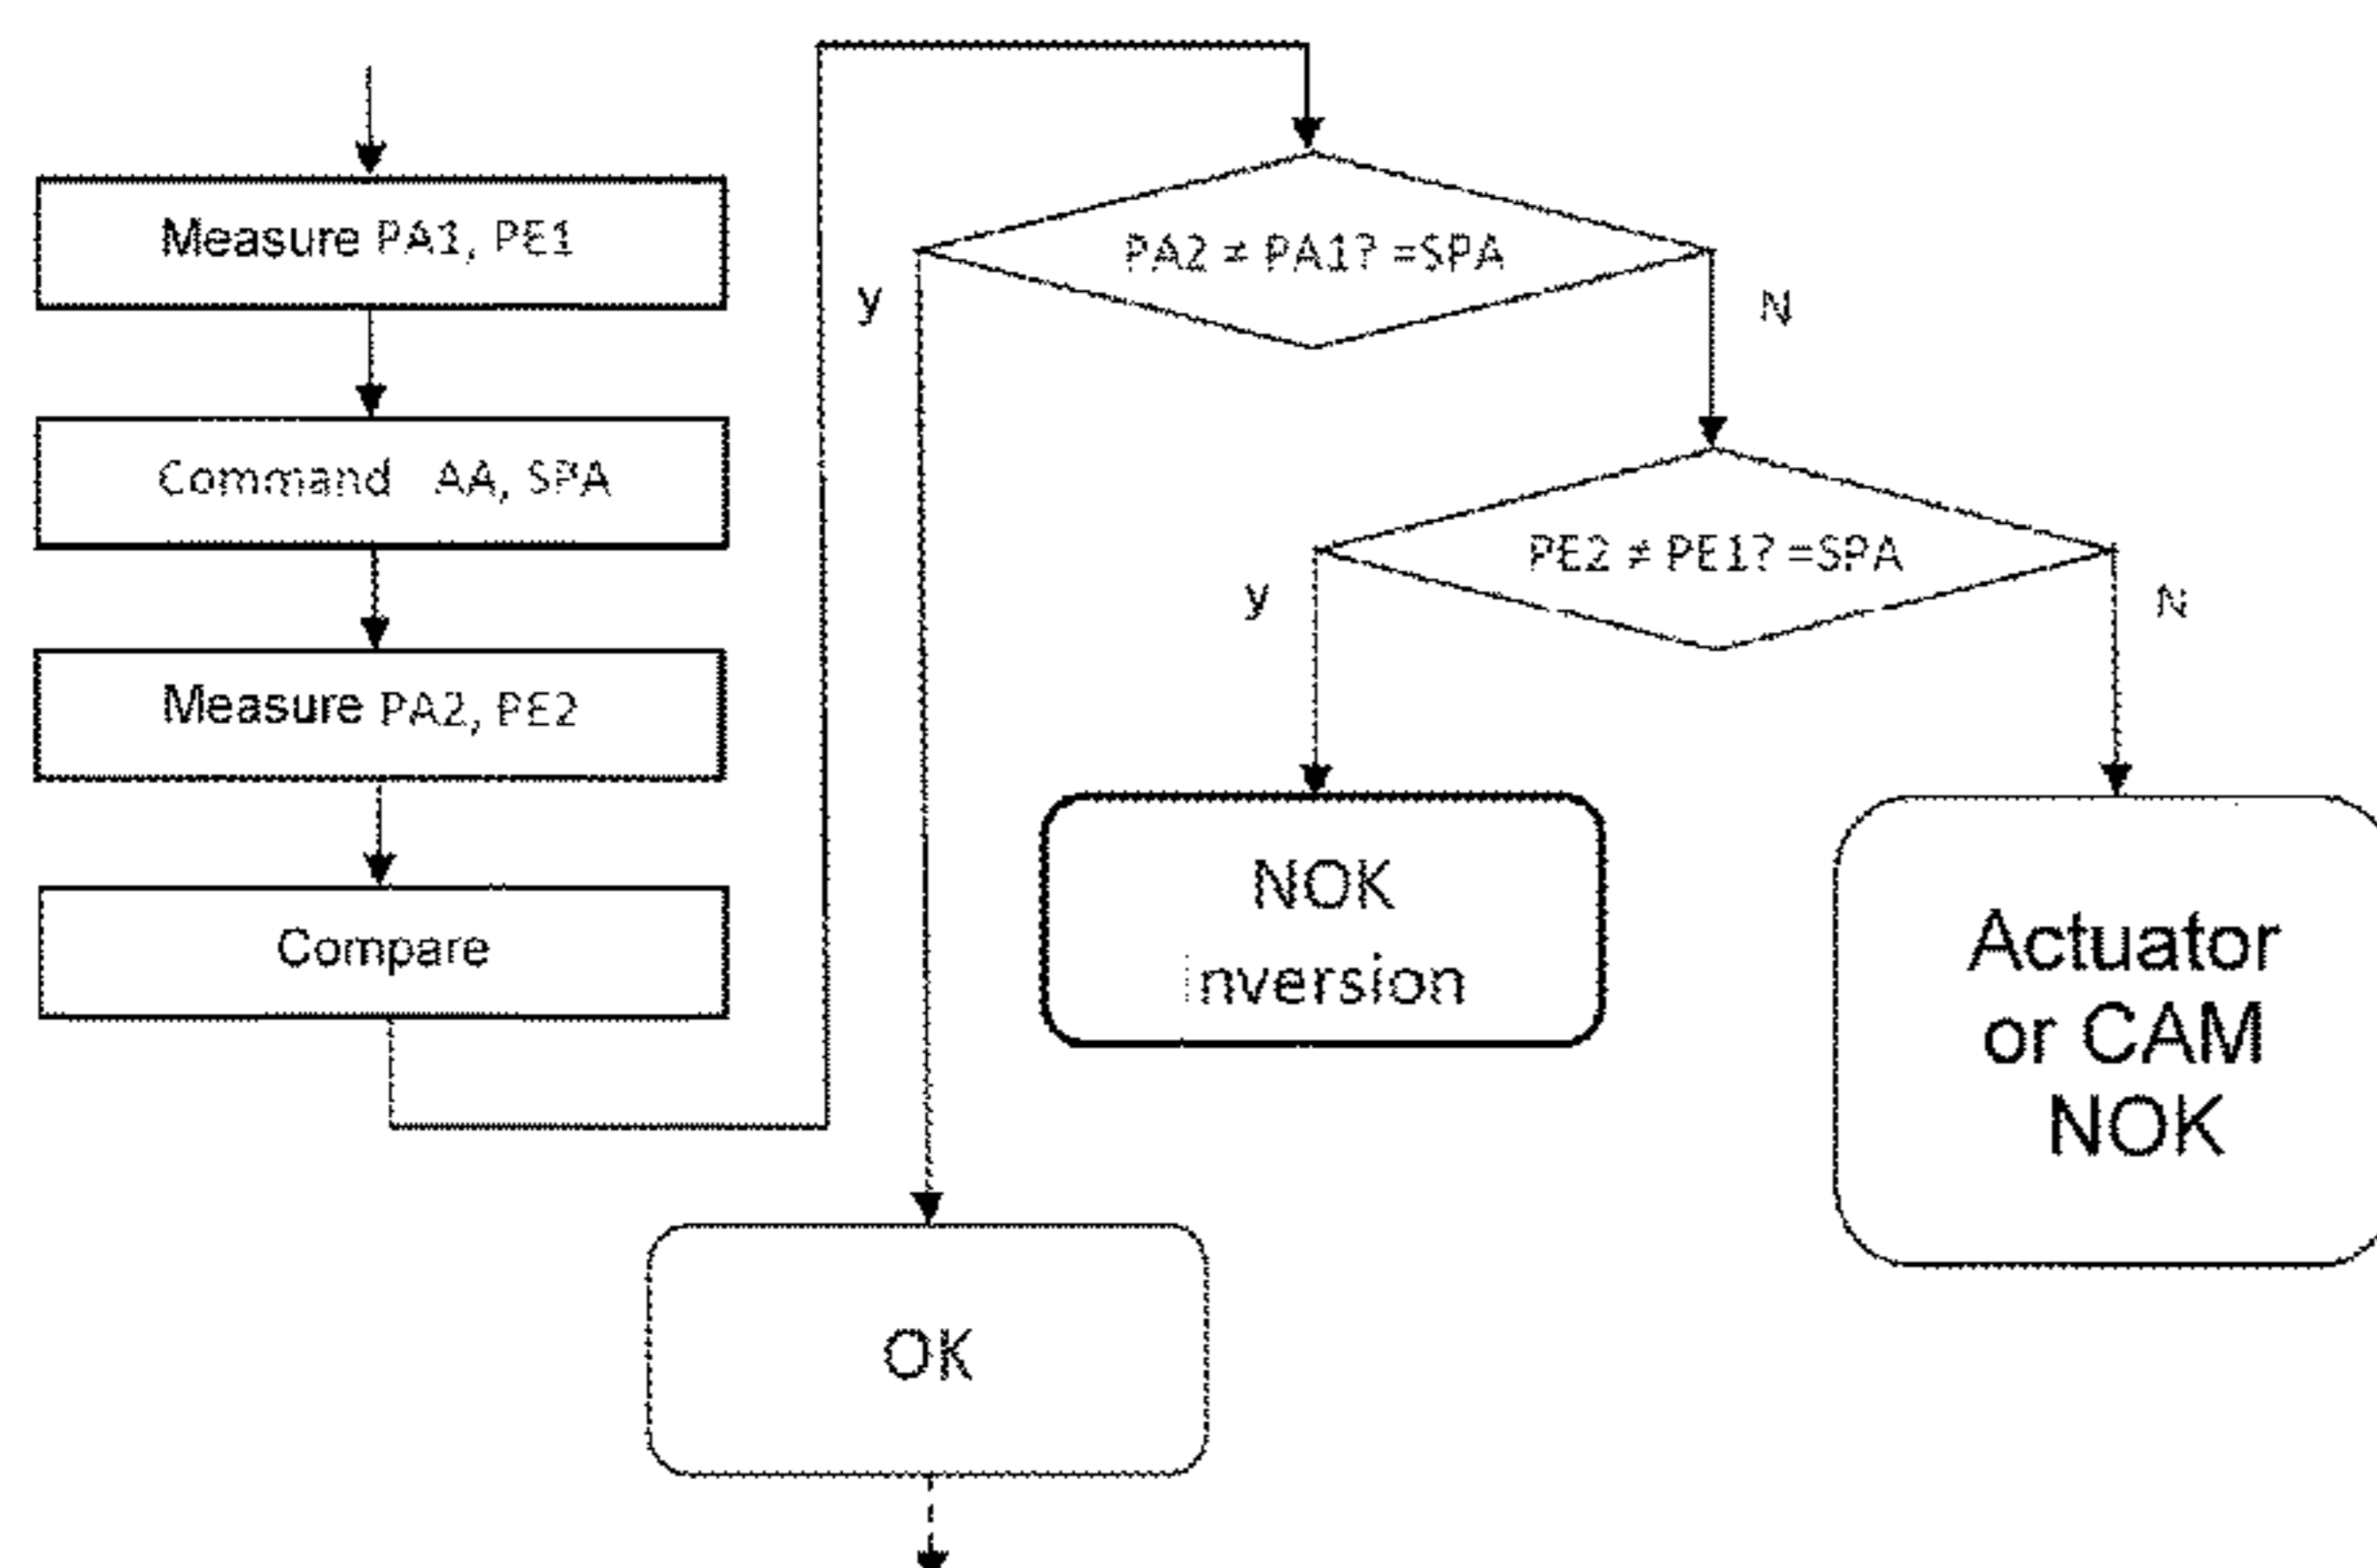 Measure PA1, PE1
Command AA, SPA
Measure PA2, PE2
Compare
PA2 ≠ PA1? =SPA
y
N
PE2 ≠ PE1? =SPA
y
N
NOK
inversion
Actuator
or CAM
NOK
OK